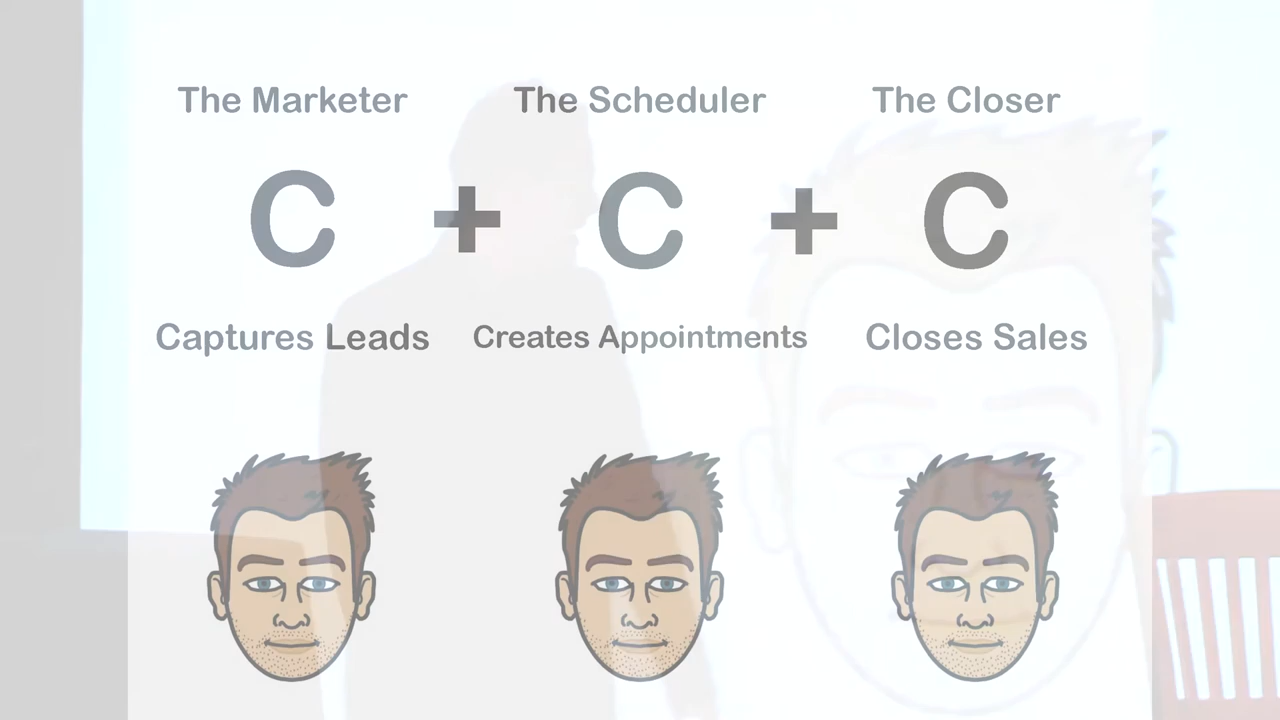 The Marketer
The Scheduler
The Closer
C + C + C
Captures Leads
Creates Appointments
Closes Sales